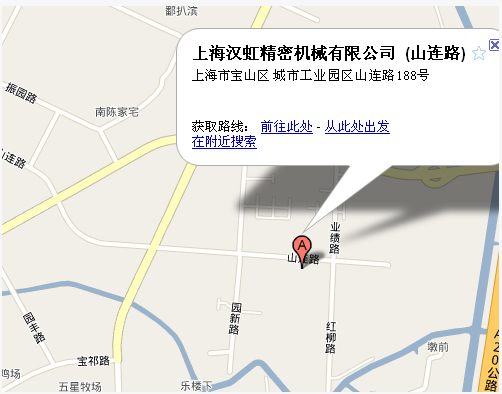 鄱扒滨
上海汉虹精密机械有限公司 (山连路)
上海市宝山区 城市工业园区山连路188号
获取路线： 前往此处 - 从此处出发
在附近搜索
振园路
南陈家宅
山连路
业绩路
A
山连路
园新路
红柳路
园丰路
宝祁路
墩前
A20公路
鸣场
五星牧场
乐楼下